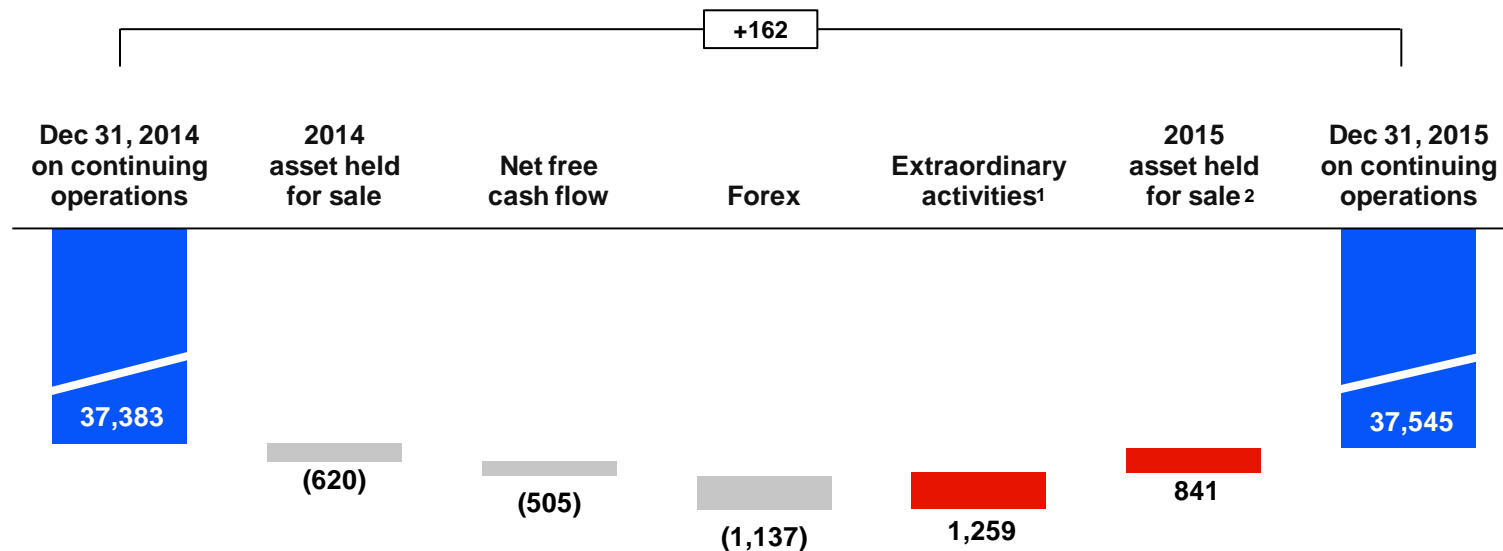 +162
Dec 31, 2014
on continuing
operations
2014
asset held
for sale
Net free
cash flow
Forex
Extraordinary
activities1
2015
asset held
for sale 2
Dec 31, 2015
on continuing
operations
37,383
(620)
(505)
(1,137)
1,259
841
37,545